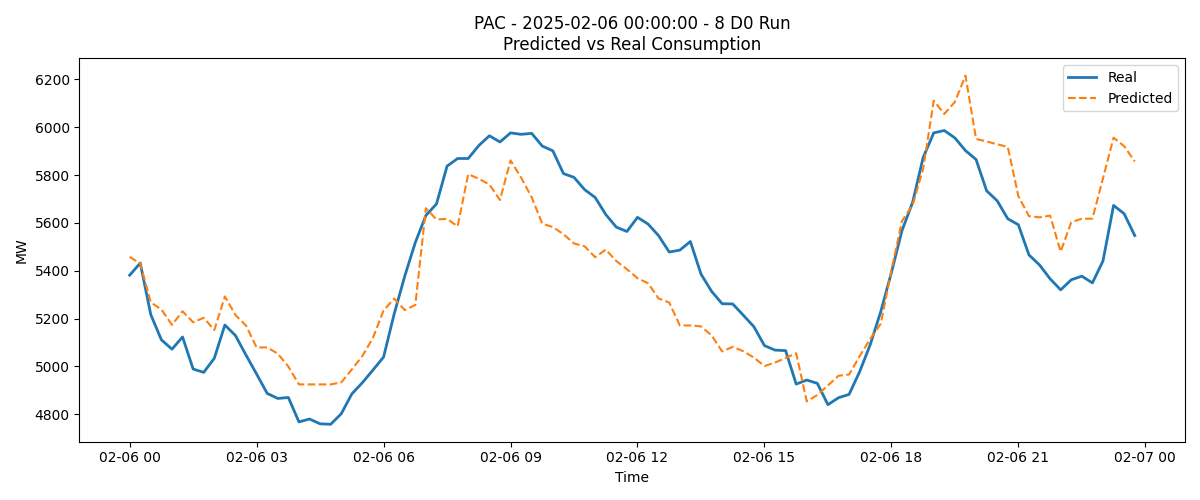 PAC - 2025-02-06 00:00:00 - 8 D0 Run
Predicted vs Real Consumption
Real
Predicted
MW
6200
6000
5800
5600
5400
5200
5000
4800
02-06 00
02-06 03
02-06 06
02-06 09
02-06 12
02-06 15
02-06 18
02-06 21
02-07 00
Time